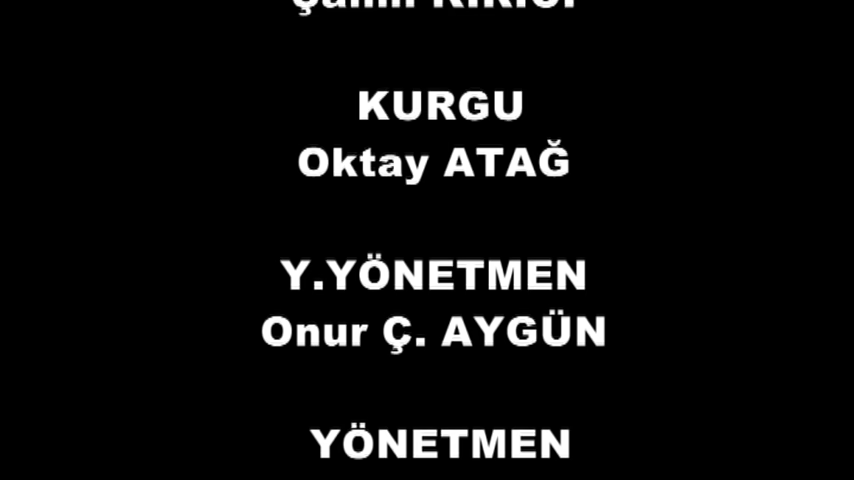 KURGU
Oktay ATAĞ
Y.YÖNETMEN
Onur Ç. AYGÜN
YÖNETMEN